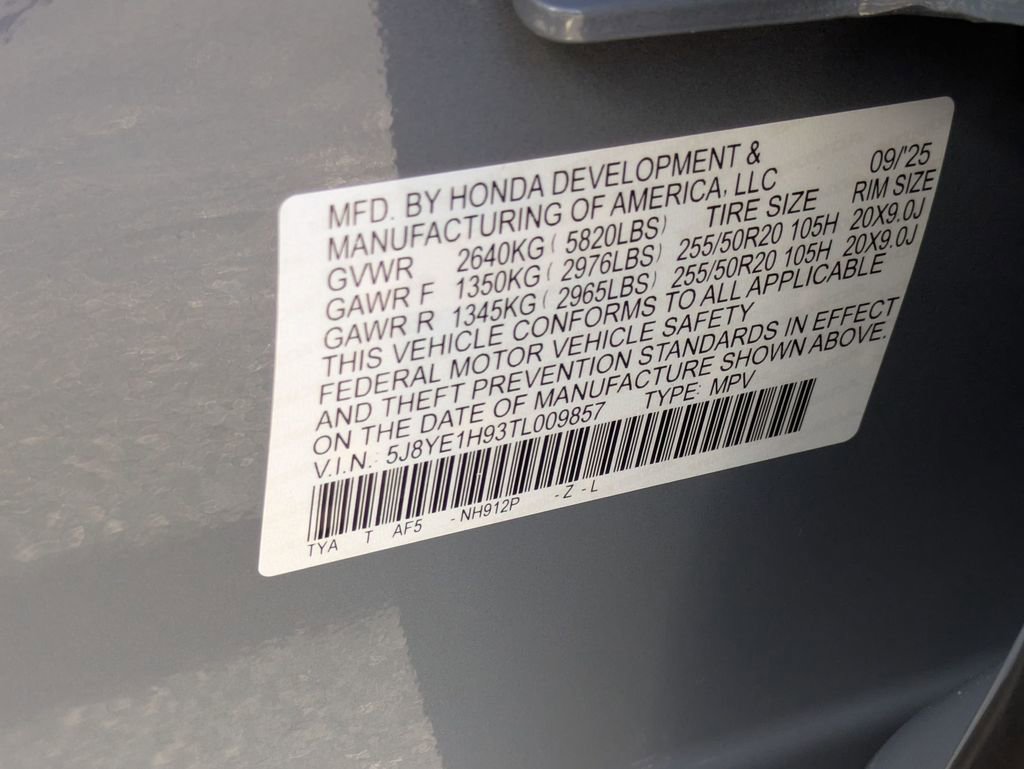 MFD. BY HONDA DEVELOPMENT &
MANUFACTURING OF AMERICA, LLC 09/'25
GVWR 2640KG ( 5820LBS) TIRE SIZE RIM SIZE
GAWR F 1350KG ( 2976LBS) 255/50R20 105H 20X9.0J
GAWR R 1345KG ( 2965LBS) 255/50R20 105H 20X9.0J
THIS VEHICLE CONFORMS TO ALL APPLICABLE
FEDERAL MOTOR VEHICLE SAFETY
AND THEFT PREVENTION STANDARDS IN EFFECT
ON THE DATE OF MANUFACTURE SHOWN ABOVE.
V.I.N.: 5J8YE1H93TL009857 TYPE: MPV
TYA T AF5 -NH912P -Z-L